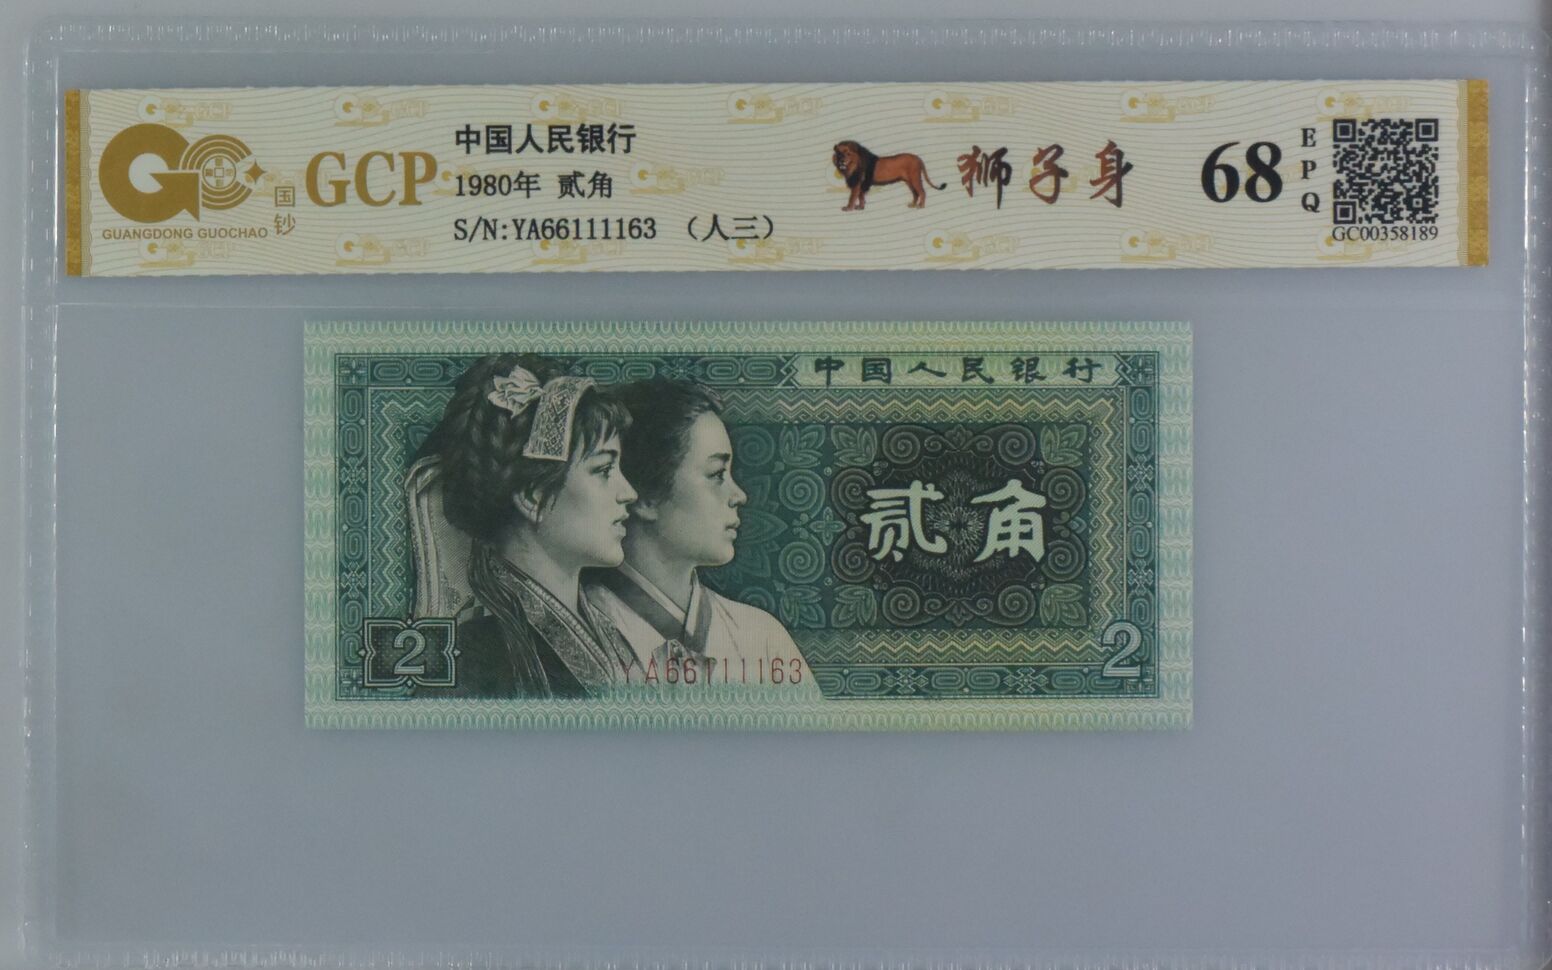 GCP
国钞
GUANGDONG GUOCHAO
中国人民银行
1980年 贰角
S/N:YA66111163 （人三）
狮子身
68
EPQ
GC00358189
中国人民银行
贰角
2
YA66111163
2